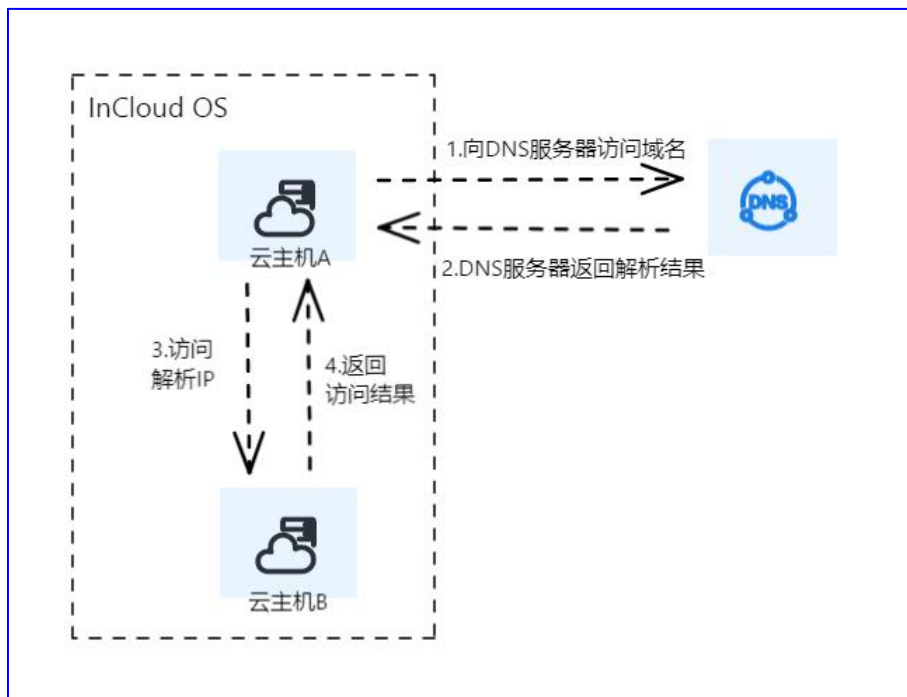 InCloud OS
1.向DNS服务器访问域名
DNS
云主机A
2.DNS服务器返回解析结果
3.访问
解析IP
4.返回
访问结果
云主机B